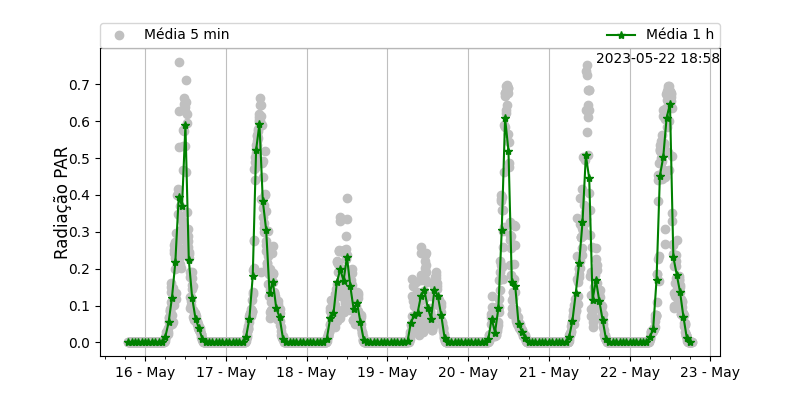 Média 5 min
Média 1 h
2023-05-22 18:58
Radiação PAR
0.7
0.6
0.5
0.4
0.3
0.2
0.1
0.0
16 - May
17 - May
18 - May
19 - May
20 - May
21 - May
22 - May
23 - May